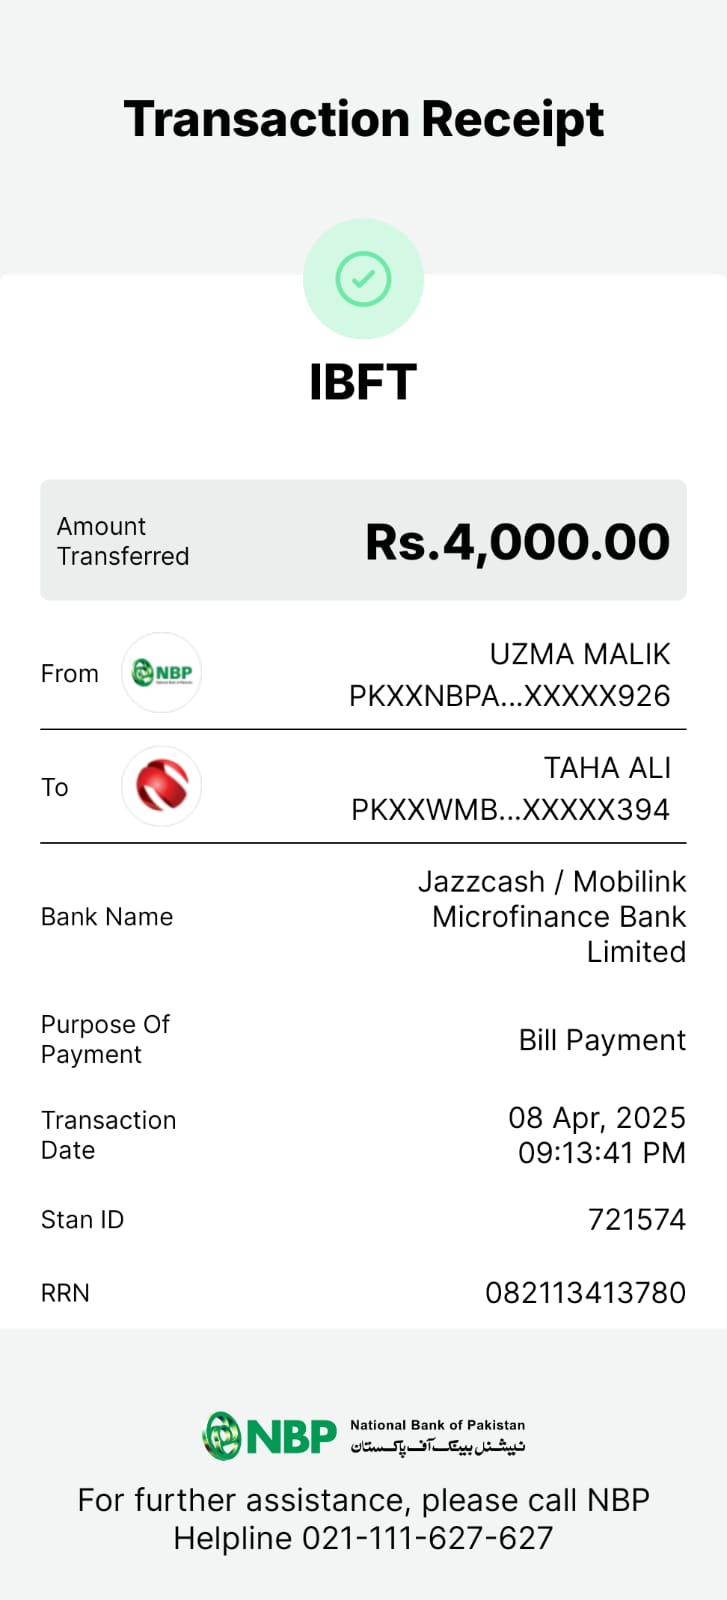 Transaction Receipt
IBFT
Amount
Transferred
Rs.4,000.00
From
NBP
UZMA MALIK
PKXXNBPA...XXXXX926
To
TAHA ALI
PKXXWMB...XXXXX394
Bank Name
Jazzcash / Mobilink
Microfinance Bank
Limited
Purpose Of
Payment
Bill Payment
Transaction
Date
08 Apr, 2025
09:13:41 PM
Stan ID
721574
RRN
082113413780
NBP
National Bank of Pakistan
نیشنل بینک آف پاکستان
For further assistance, please call NBP
Helpline 021-111-627-627